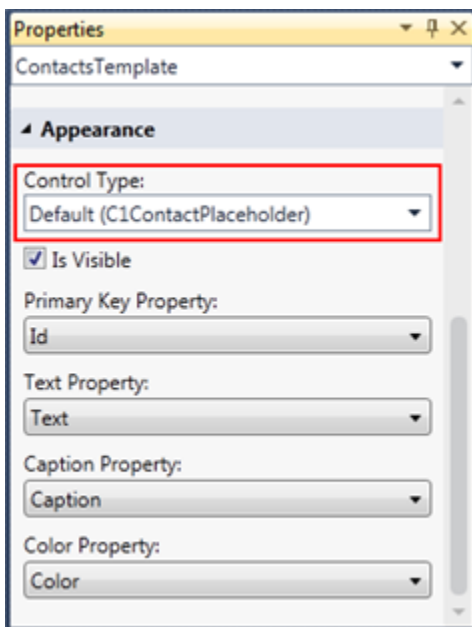 Properties
ContactsTemplate
Appearance
Control Type:
Default (C1ContactPlaceholder)
Is Visible
Primary Key Property:
Id
Text Property:
Text
Caption Property:
Caption
Color Property:
Color